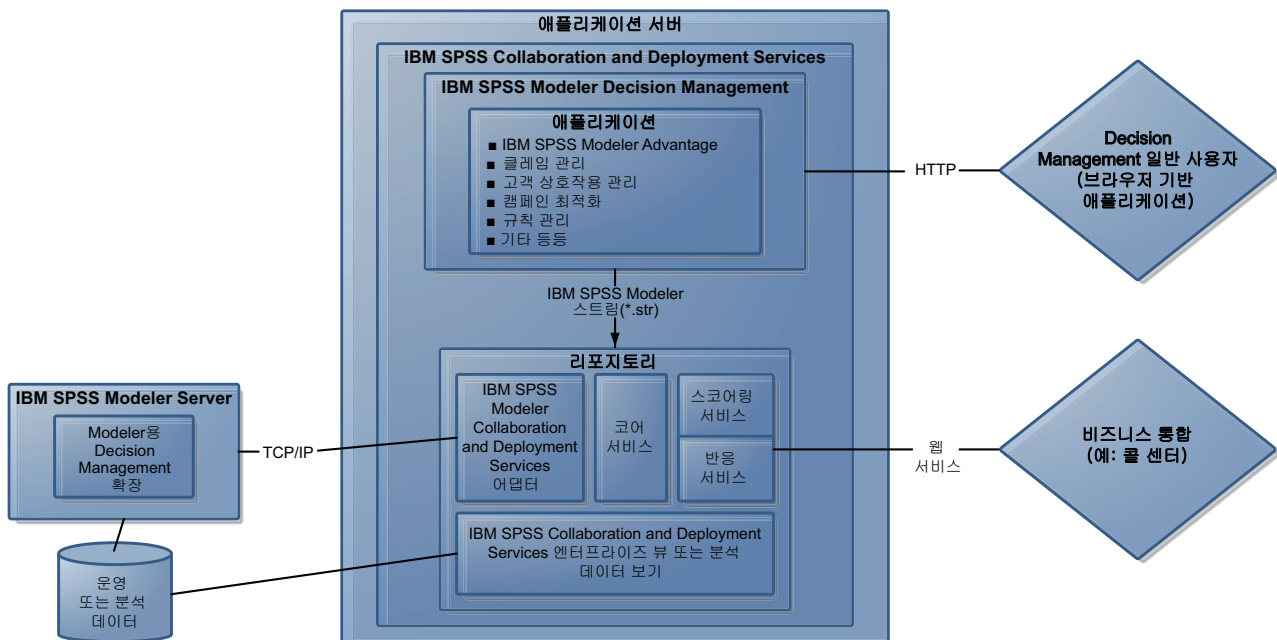 애플리케이션 서버
IBM SPSS Collaboration and Deployment Services
IBM SPSS Modeler Decision Management
애플리케이션
■ IBM SPSS Modeler Advantage
■ 클레임 관리
■ 고객 상호작용 관리
■ 캠페인 최적화
■ 규칙 관리
■ 기타 등등
HTTP
Decision
Management 일반 사용자
(브라우저 기반
애플리케이션)
IBM SPSS Modeler
스트림(*.str)
리포지토리
IBM SPSS
Modeler
Collaboration
and Deployment
Services
어댑터
코어
서비스
스코어링
서비스
반응
서비스
웹
서비스
비즈니스 통합
(예: 콜 센터)
IBM SPSS Modeler Server
Modeler용
Decision
Management
확장
TCP/IP
IBM SPSS Collaboration and Deployment
Services 엔터프라이즈 뷰 또는 분석
데이터 보기
운영
또는 분석
데이터